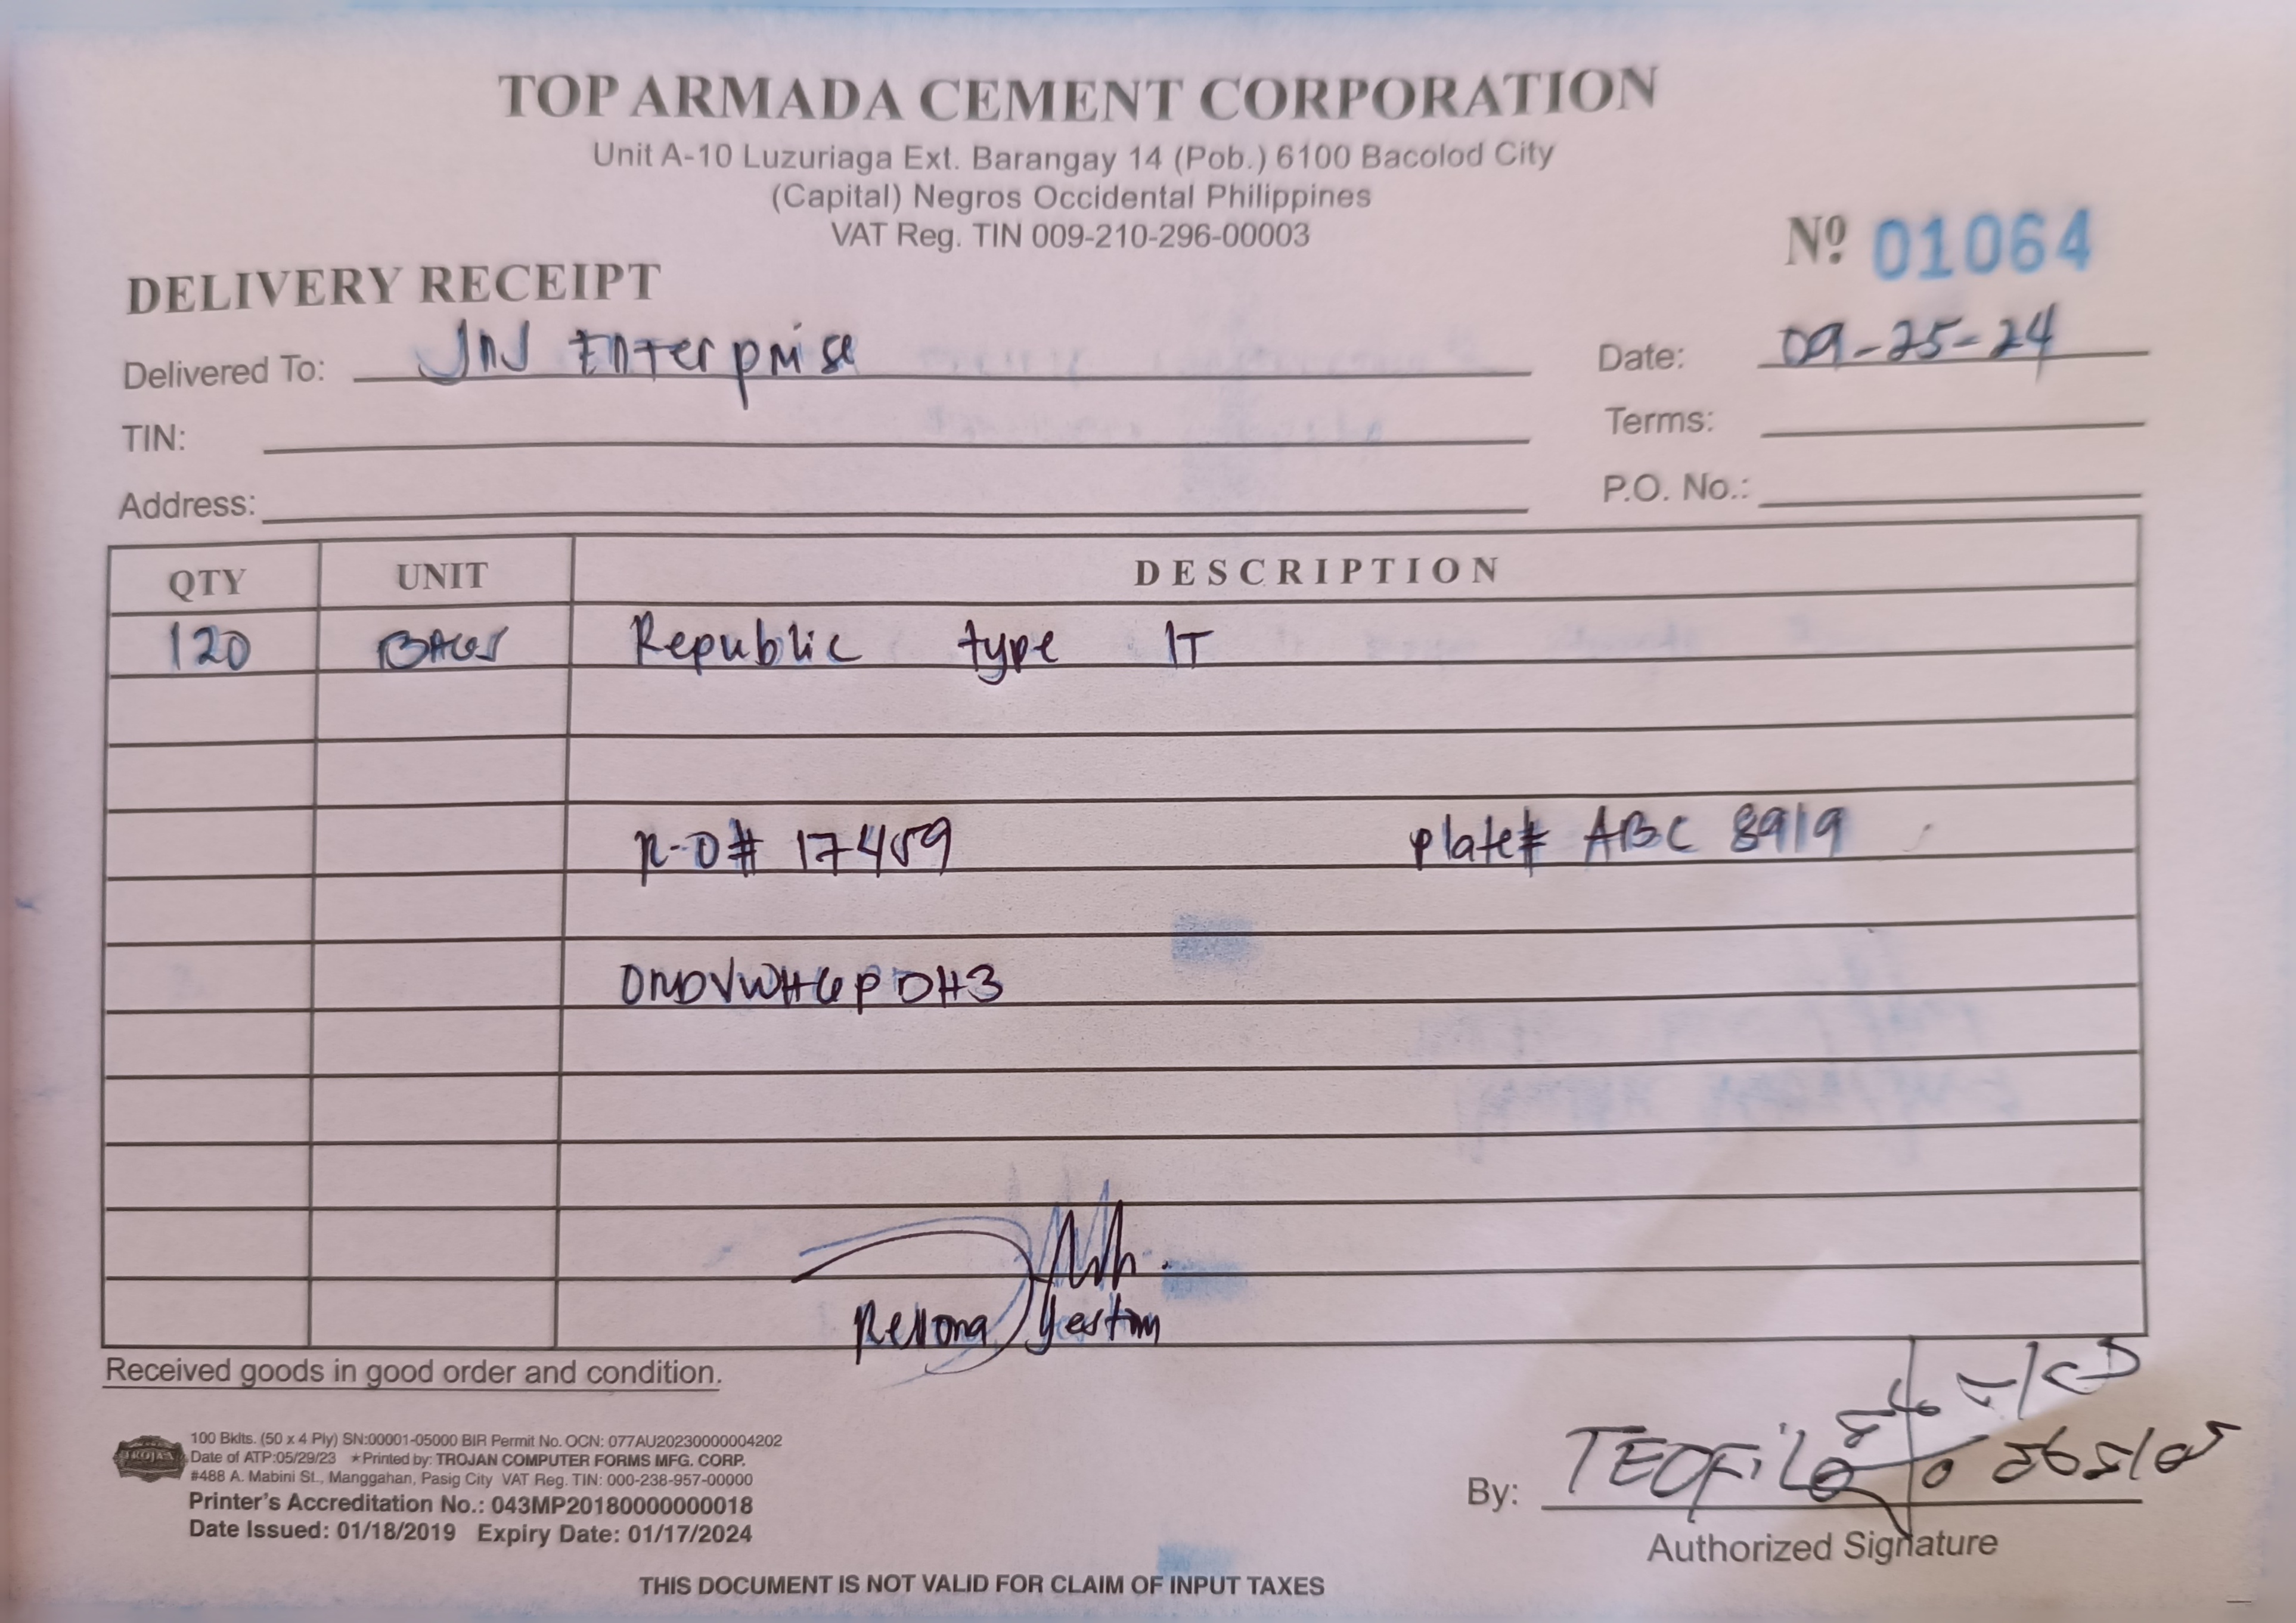 TOP ARMADA CEMENT CORPORATION
Unit A-10 Luzuriaga Ext. Barangay 14 (Pob.) 6100 Bacolod City
(Capital) Negros Occidental Philippines
VAT Reg. TIN 009-210-296-00003
Nº 01064
DELIVERY RECEIPT
Delivered To: JNJ Enterprise
Date: 09-25-24
TIN:
Terms:
Address:
P.O. No.:
QTY UNIT DESCRIPTION
120 BAGS Republic type 1T
R-O# 17459 plate# ABC 8919
Received goods in good order and condition.
TROJAN
100 Bklts. (50 x 4 Ply) SN:00001-05000 BIR Permit No. OCN: 077AU20230000004202
Date of ATP:05/29/23 ★Printed by: TROJAN COMPUTER FORMS MFG. CORP.
#488 A. Mabini St., Manggahan, Pasig City VAT Reg. TIN: 000-238-957-00000
Printer's Accreditation No.: 043MP20180000000018
Date Issued: 01/18/2019 Expiry Date: 01/17/2024
By: TEOFilo
Authorized Signature
THIS DOCUMENT IS NOT VALID FOR CLAIM OF INPUT TAXES